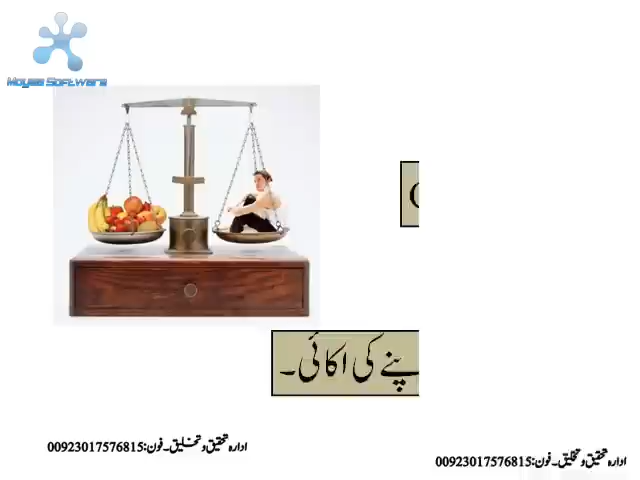 Moyea Software
پنے کی اکائی۔
ادارہ تحقیق و تخلیق۔فون:00923017576815
ادارہ تحقیق و تخلیق۔فون:00923017576815